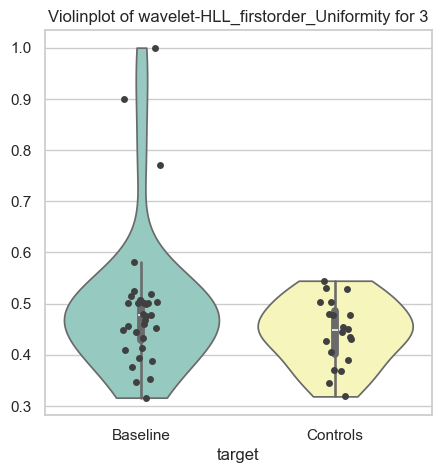 Violinplot of wavelet-HLL_firstorder_Uniformity for 3
1.0
0.9
0.8
0.7
0.6
0.5
0.4
0.3
Baseline
Controls
target